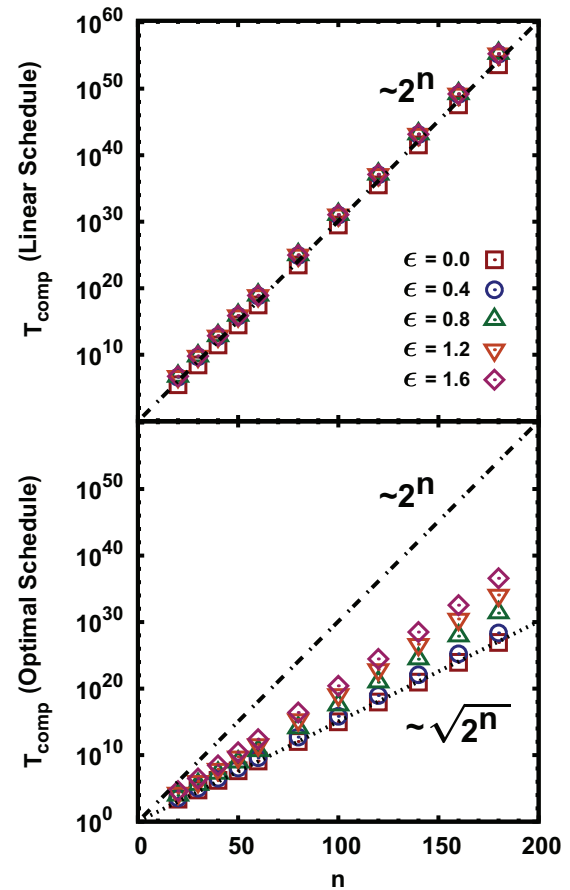 10^60
10^50
10^40
10^30
10^20
10^10
T_comp (Linear Schedule)
~2^n
ϵ = 0.0
ϵ = 0.4
ϵ = 0.8
ϵ = 1.2
ϵ = 1.6
10^50
10^40
10^30
10^20
10^10
10^0
T_comp (Optimal Schedule)
~2^n
~ √2^n
0 50 100 150 200
n